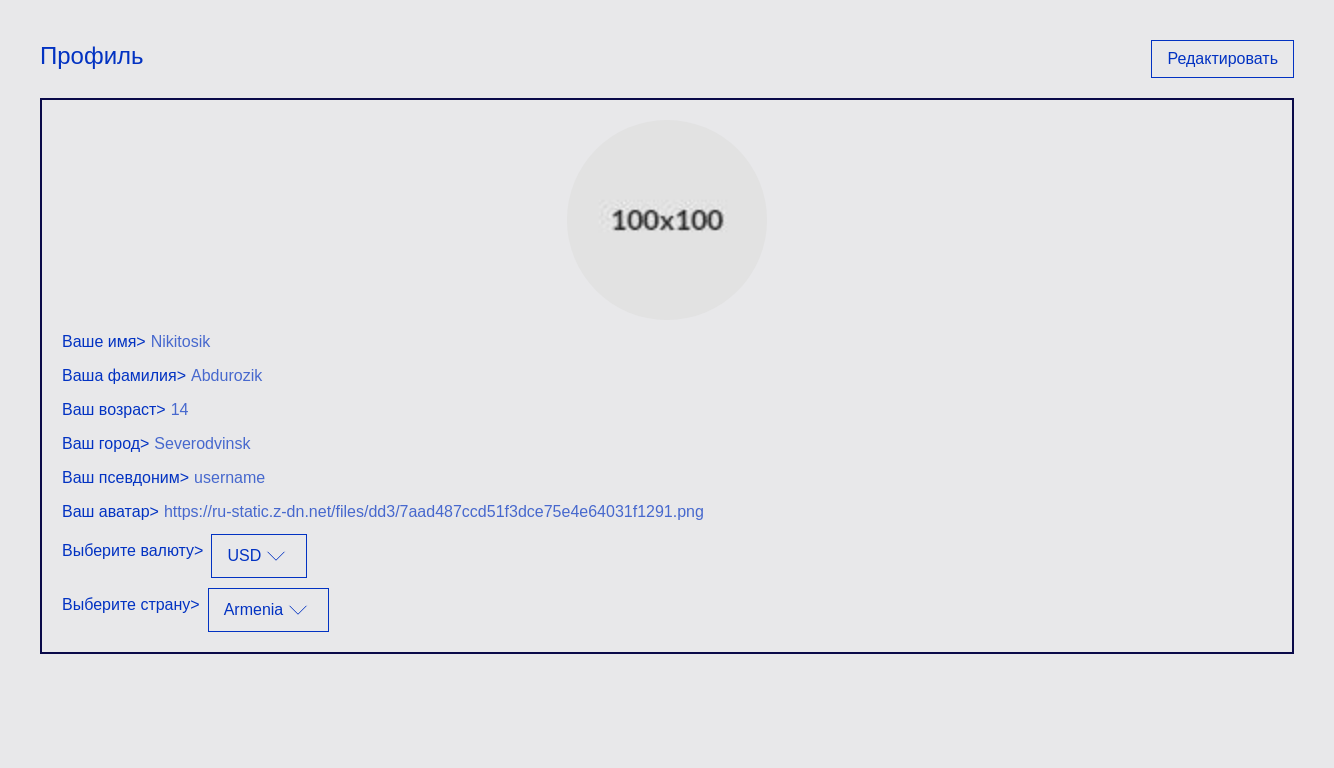 Профиль
Редактировать
100x100
Ваше имя> Nikitosik
Ваша фамилия> Abdurozik
Ваш возраст> 14
Ваш город> Severodvinsk
Ваш псевдоним> username
Ваш аватар> https://ru-static.z-dn.net/files/dd3/7aad487ccd51f3dce75e4e64031f1291.png
Выберите валюту> USD
Выберите страну> Armenia